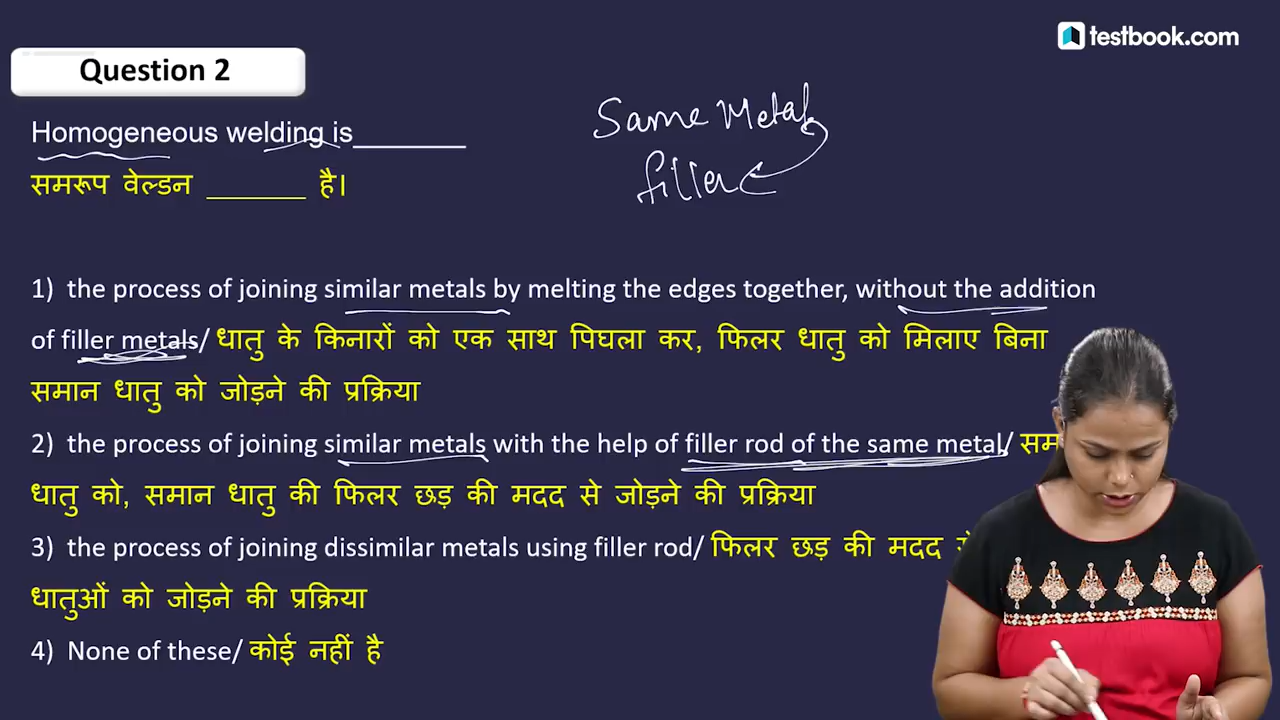 testbook.com
Question 2
Same Metal
Homogeneous welding is______
filler
समरूप वेल्डन ______ है।
1) the process of joining similar metals by melting the edges together, without the addition
of filler metals/ धातु के किनारों को एक साथ पिघला कर, फिलर धातु को मिलाए बिना
समान धातु को जोड़ने की प्रक्रिया
2) the process of joining similar metals with the help of filler rod of the same metal/
धातु को, समान धातु की फिलर छड़ की मदद से जोड़ने की प्रक्रिया
3) the process of joining dissimilar metals using filler rod/ फिलर छड़ की मदद
धातुओं को जोड़ने की प्रक्रिया
4) None of these/ कोई नहीं है